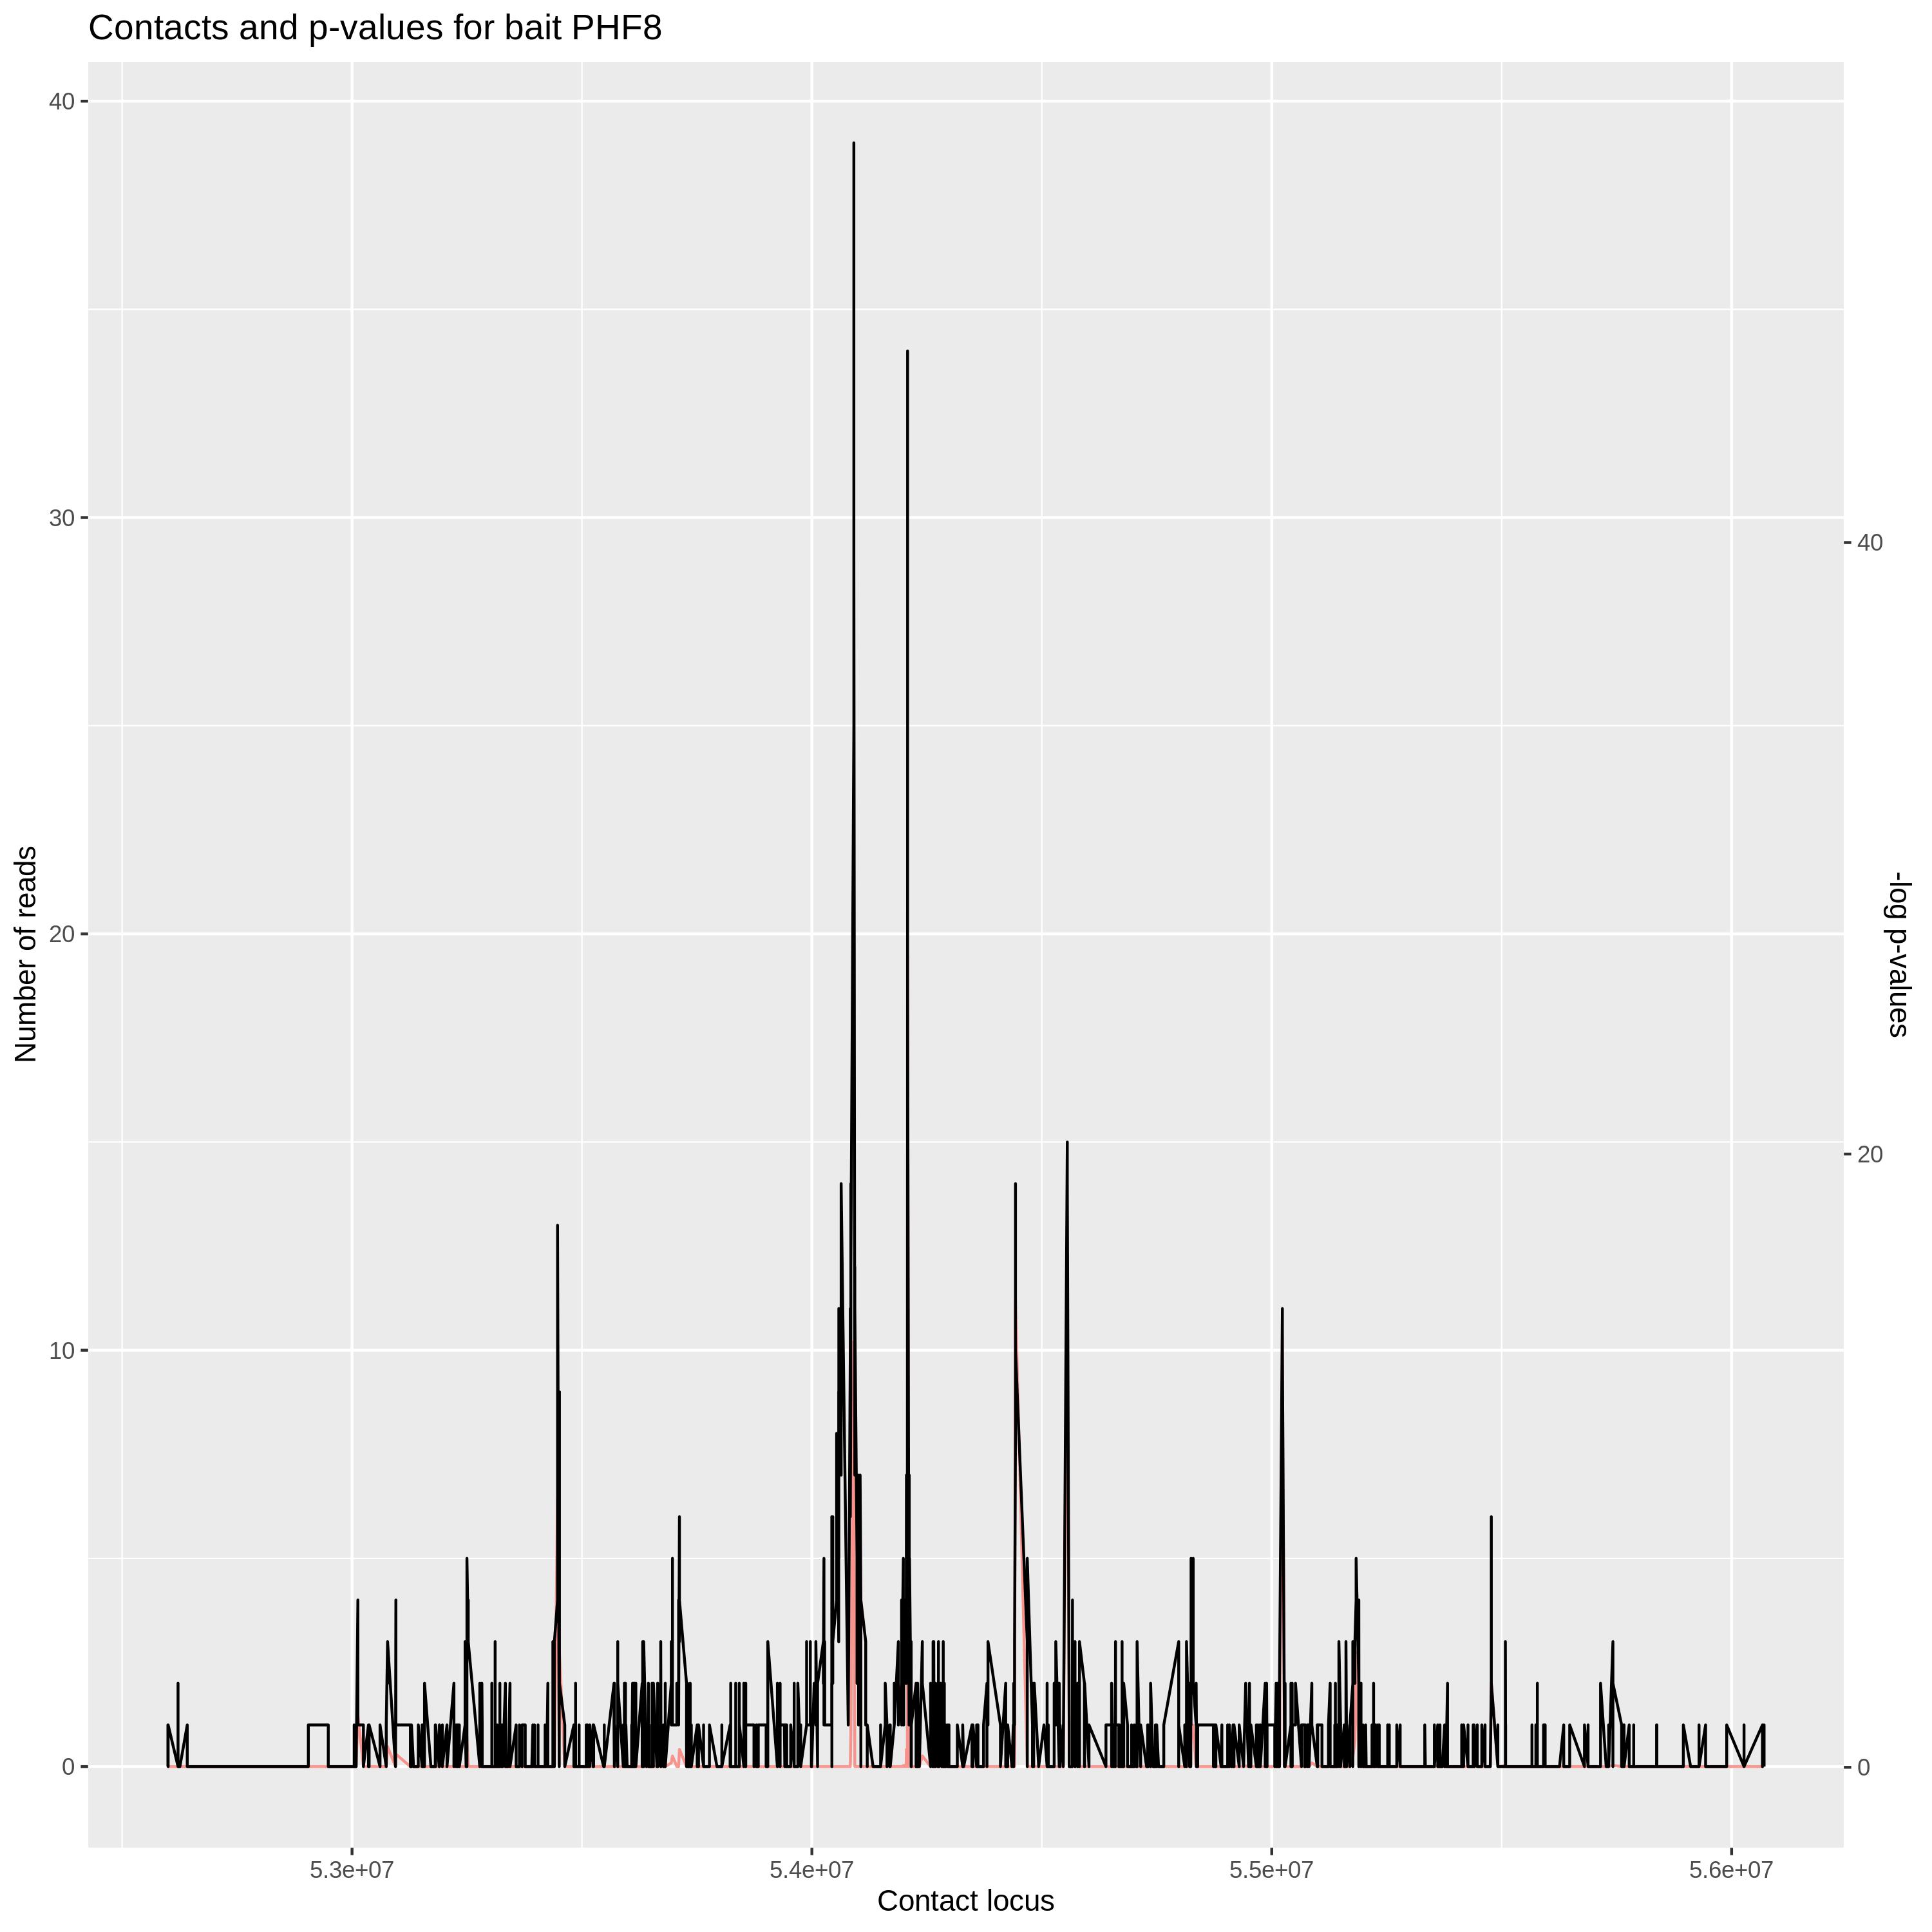 Contacts and p-values for bait PHF8
40
30
20
10
0
Number of reads
40
20
0
-log p-values
5.3e+07 5.4e+07 5.5e+07 5.6e+07
Contact locus